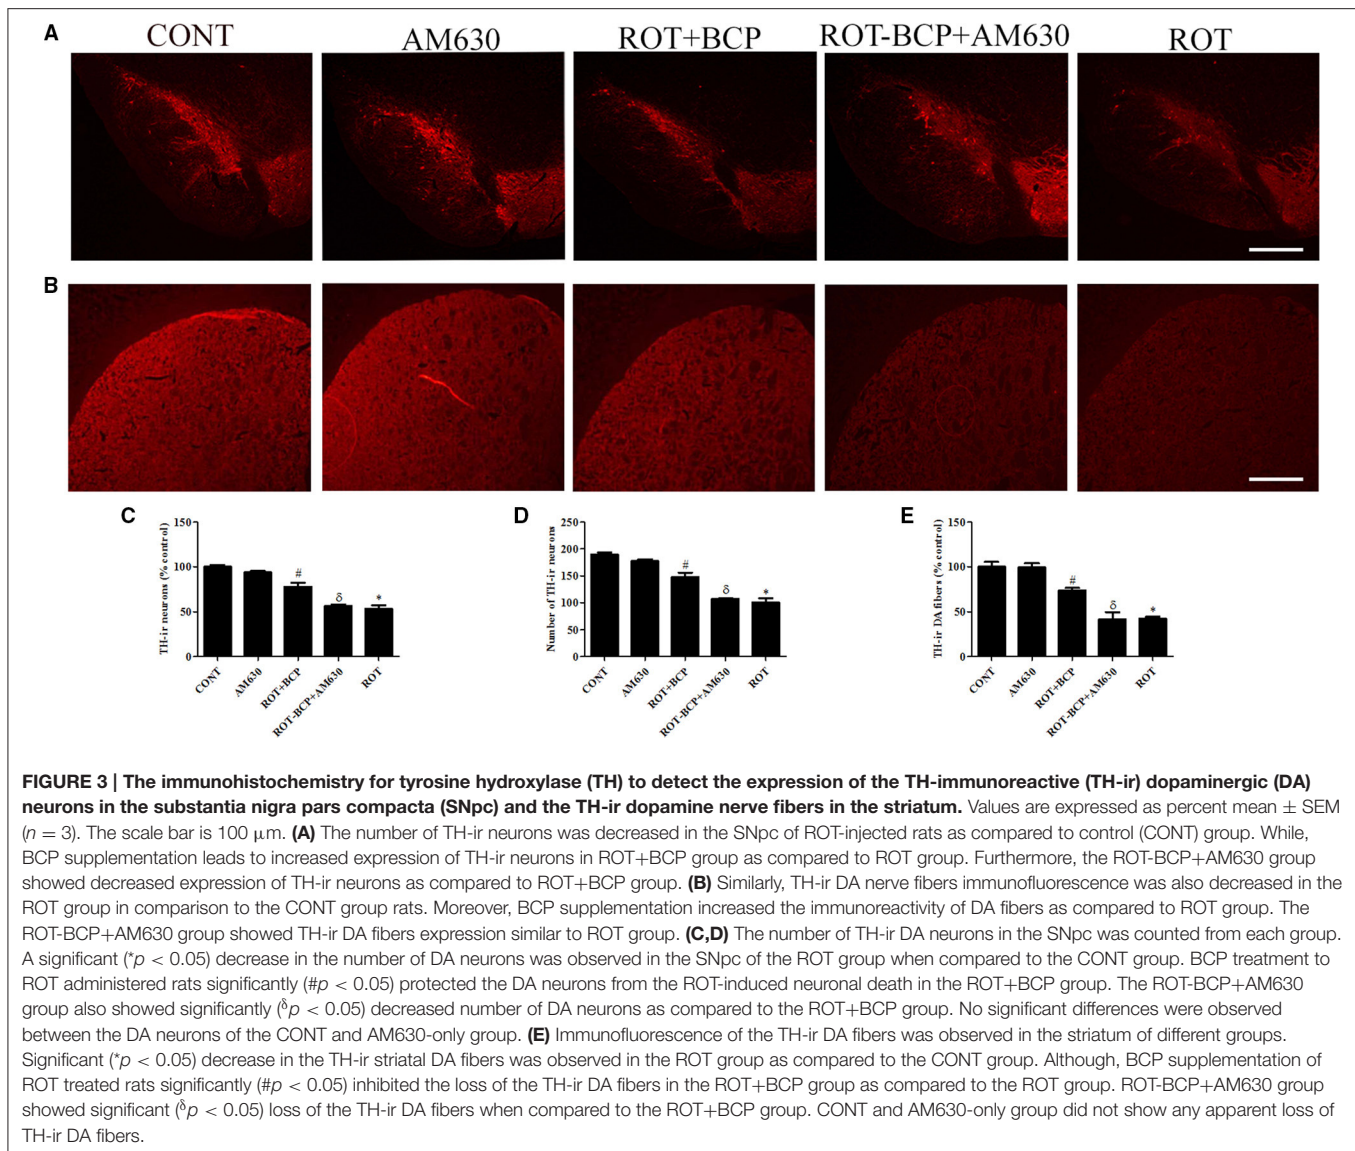 A
CONT
AM630
ROT+BCP
ROT-BCP+AM630
ROT
B
C
TH-ir neurons (% control)
150
100
50
0
#
δ
*
CONT
AM630
ROT+BCP
ROT-BCP+AM630
ROT
D
Number of TH-ir neurons
250
200
150
100
50
0
#
δ
*
CONT
AM630
ROT+BCP
ROT-BCP+AM630
ROT
E
TH-ir DA fibers (% control)
150
100
50
0
#
δ
*
CONT
AM630
ROT+BCP
ROT-BCP+AM630
ROT
FIGURE 3 | The immunohistochemistry for tyrosine hydroxylase (TH) to detect the expression of the TH-immunoreactive (TH-ir) dopaminergic (DA)
neurons in the substantia nigra pars compacta (SNpc) and the TH-ir dopamine nerve fibers in the striatum. Values are expressed as percent mean ± SEM
(n = 3). The scale bar is 100 μm. (A) The number of TH-ir neurons was decreased in the SNpc of ROT-injected rats as compared to control (CONT) group. While,
BCP supplementation leads to increased expression of TH-ir neurons in ROT+BCP group as compared to ROT group. Furthermore, the ROT-BCP+AM630 group
showed decreased expression of TH-ir neurons as compared to ROT+BCP group. (B) Similarly, TH-ir DA nerve fibers immunofluorescence was also decreased in the
ROT group in comparison to the CONT group rats. Moreover, BCP supplementation increased the immunoreactivity of DA fibers as compared to ROT group. The
ROT-BCP+AM630 group showed TH-ir DA fibers expression similar to ROT group. (C,D) The number of TH-ir DA neurons in the SNpc was counted from each group.
A significant (*p < 0.05) decrease in the number of DA neurons was observed in the SNpc of the ROT group when compared to the CONT group. BCP treatment to
ROT administered rats significantly (#p < 0.05) protected the DA neurons from the ROT-induced neuronal death in the ROT+BCP group. The ROT-BCP+AM630
group also showed significantly (δp < 0.05) decreased number of DA neurons as compared to the ROT+BCP group. No significant differences were observed
between the DA neurons of the CONT and AM630-only group. (E) Immunofluorescence of the TH-ir DA fibers was observed in the striatum of different groups.
Significant (*p < 0.05) decrease in the TH-ir striatal DA fibers was observed in the ROT group as compared to the CONT group. Although, BCP supplementation of
ROT treated rats significantly (#p < 0.05) inhibited the loss of the TH-ir DA fibers in the ROT+BCP group as compared to the ROT group. ROT-BCP+AM630 group
showed significant (δp < 0.05) loss of the TH-ir DA fibers when compared to the ROT+BCP group. CONT and AM630-only group did not show any apparent loss of
TH-ir DA fibers.